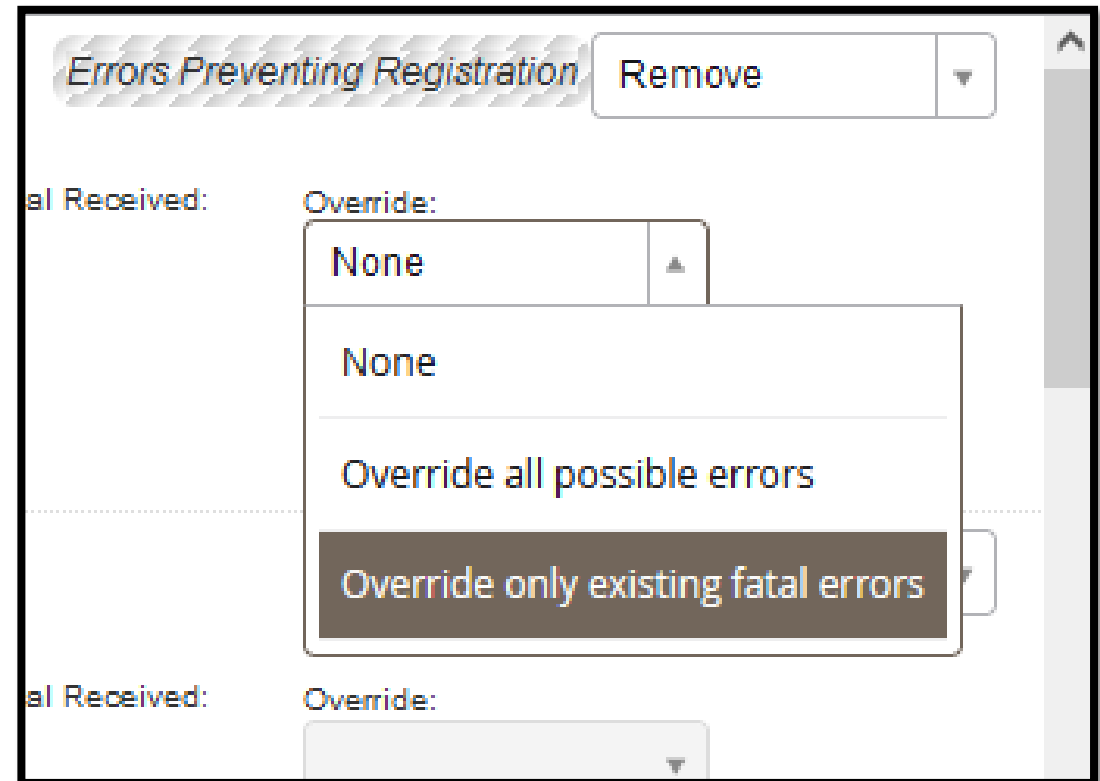 Errors Preventing Registration Remove
al Received: Override:
None
None
Override all possible errors
Override only existing fatal errors
al Received: Override: